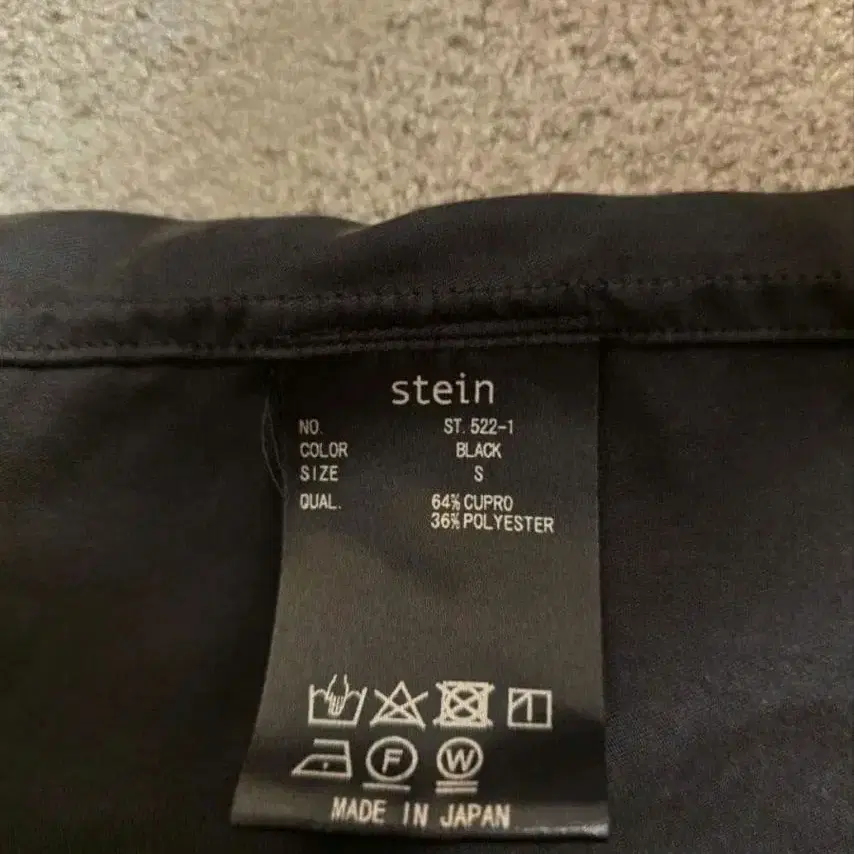 stein
NO. ST.522-1
COLOR BLACK
SIZE S
QUAL. 64% CUPRO
36% POLYESTER
F W
MADE IN JAPAN